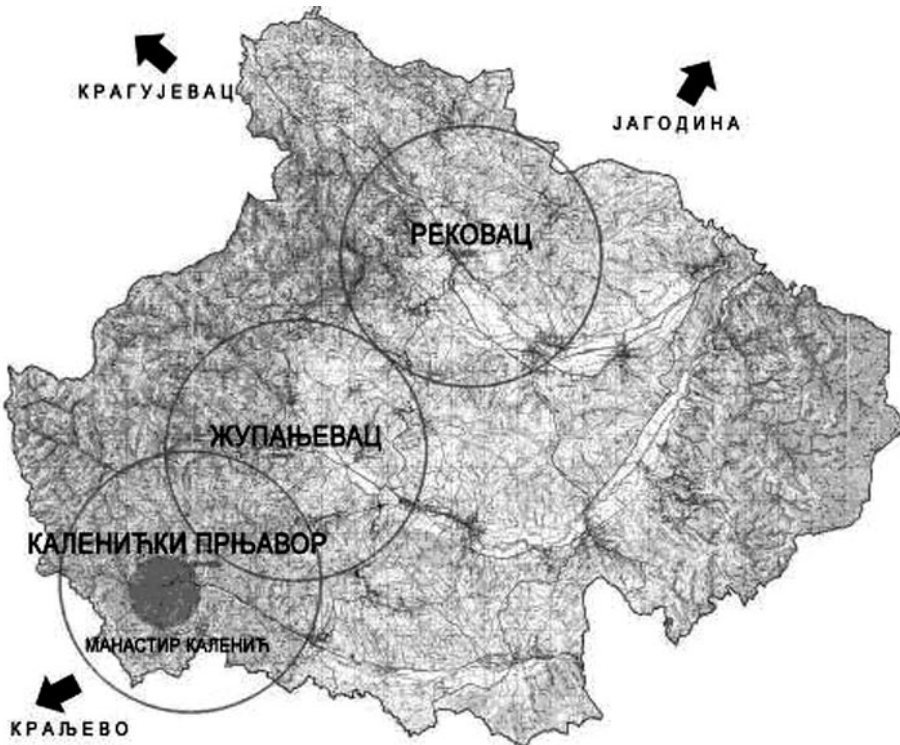 КРАГУЈЕВАЦ
ЈАГОДИНА
РЕКОВАЦ
ЖУПАЊЕВАЦ
КАЛЕНИЋКИ ПРЊАВОР
МАНАСТИР КАЛЕНИЋ
КРАЉЕВО